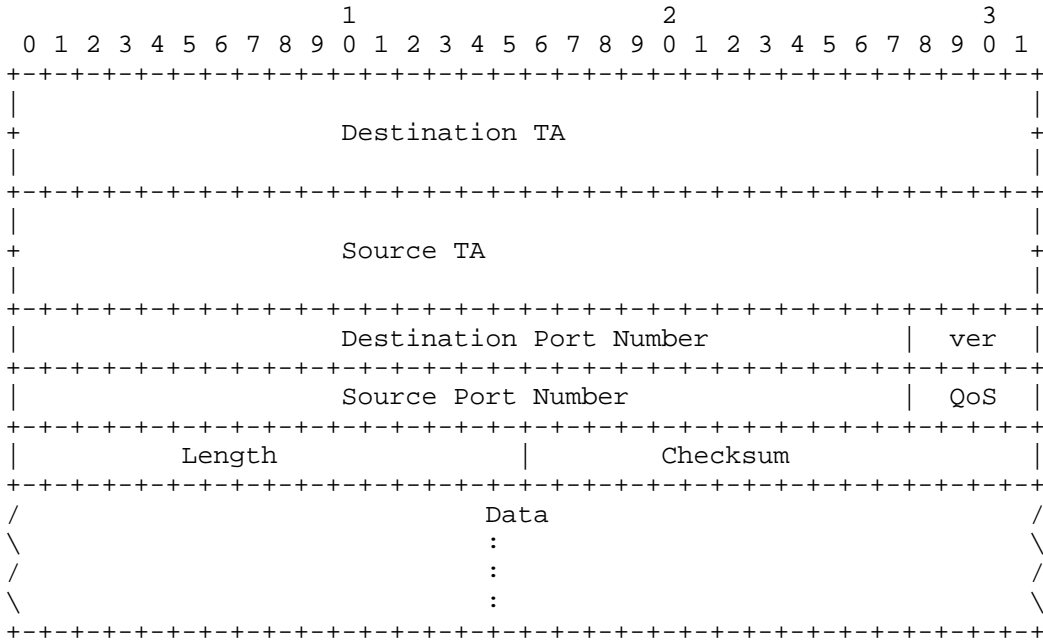 1                   2                   3
 0 1 2 3 4 5 6 7 8 9 0 1 2 3 4 5 6 7 8 9 0 1 2 3 4 5 6 7 8 9 0 1
+-+-+-+-+-+-+-+-+-+-+-+-+-+-+-+-+-+-+-+-+-+-+-+-+-+-+-+-+-+-+-+-+
|                                                               |
+                    Destination TA                             +
|                                                               |
+-+-+-+-+-+-+-+-+-+-+-+-+-+-+-+-+-+-+-+-+-+-+-+-+-+-+-+-+-+-+-+-+
|                                                               |
+                    Source TA                                  +
|                                                               |
+-+-+-+-+-+-+-+-+-+-+-+-+-+-+-+-+-+-+-+-+-+-+-+-+-+-+-+-+-+-+-+-+
|                    Destination Port Number            |  ver  |
+-+-+-+-+-+-+-+-+-+-+-+-+-+-+-+-+-+-+-+-+-+-+-+-+-+-+-+-+-+-+-+-+
|                    Source Port Number                 |  QoS  |
+-+-+-+-+-+-+-+-+-+-+-+-+-+-+-+-+-+-+-+-+-+-+-+-+-+-+-+-+-+-+-+-+
|          Length               |        Checksum               |
+-+-+-+-+-+-+-+-+-+-+-+-+-+-+-+-+-+-+-+-+-+-+-+-+-+-+-+-+-+-+-+-+
/                             Data                              /
\                             :                                 \
/                             :                                 /
\                             :                                 \
+-+-+-+-+-+-+-+-+-+-+-+-+-+-+-+-+-+-+-+-+-+-+-+-+-+-+-+-+-+-+-+-+